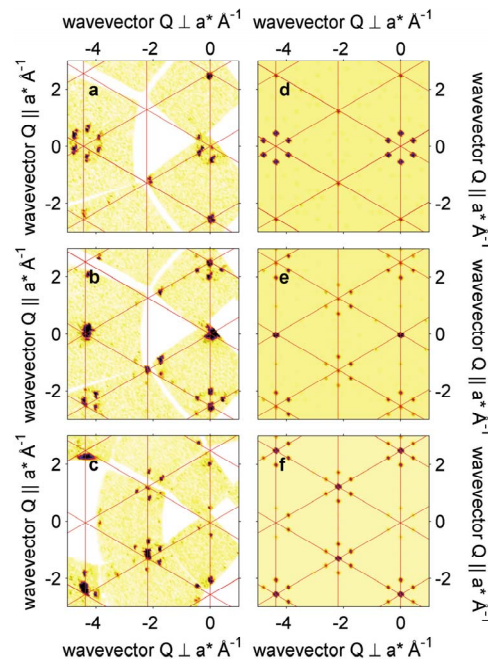 wavevector Q ⊥ a* Å⁻¹ wavevector Q ⊥ a* Å⁻¹
-4 -2 0 -4 -2 0
wavevector Q || a* Å⁻¹
2
0
-2
a
d
2
0
-2
wavevector Q || a* Å⁻¹
wavevector Q || a* Å⁻¹
2
0
-2
b
e
2
0
-2
wavevector Q || a* Å⁻¹
wavevector Q || a* Å⁻¹
2
0
-2
c
f
2
0
-2
wavevector Q || a* Å⁻¹
-4 -2 0 -4 -2 0
wavevector Q ⊥ a* Å⁻¹ wavevector Q ⊥ a* Å⁻¹